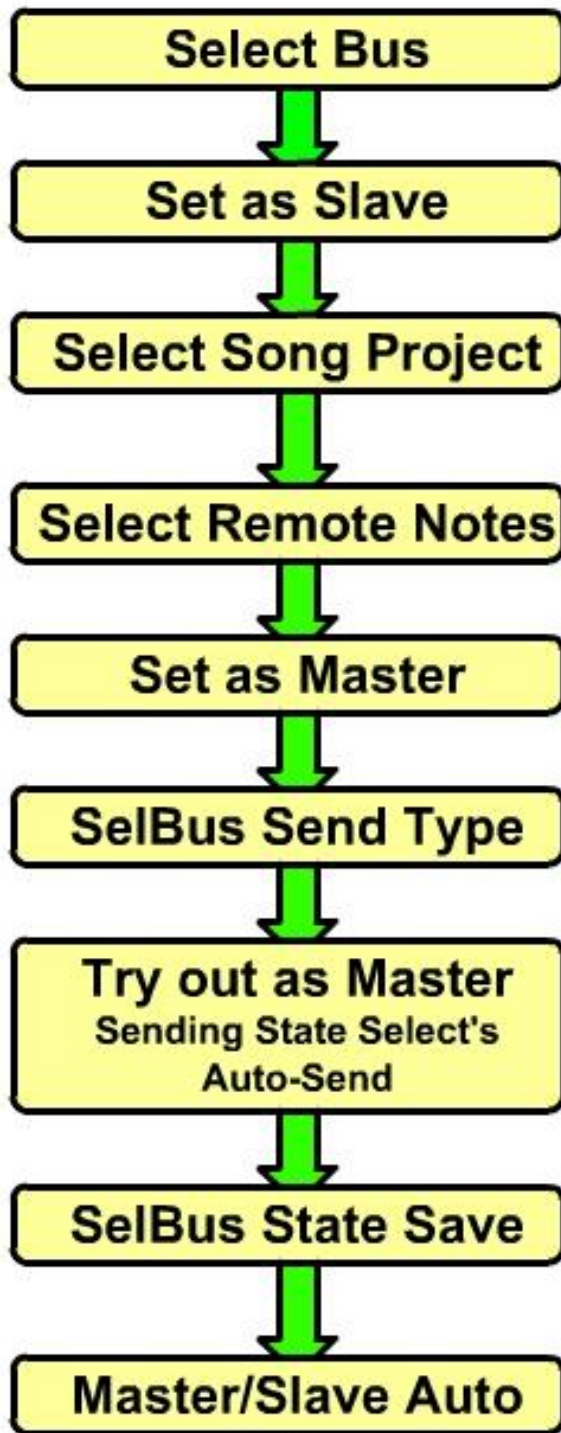 Select Bus
Set as Slave
Select Song Project
Select Remote Notes
Set as Master
SelBus Send Type
Try out as Master
Sending State Select's
Auto-Send
SelBus State Save
Master/Slave Auto